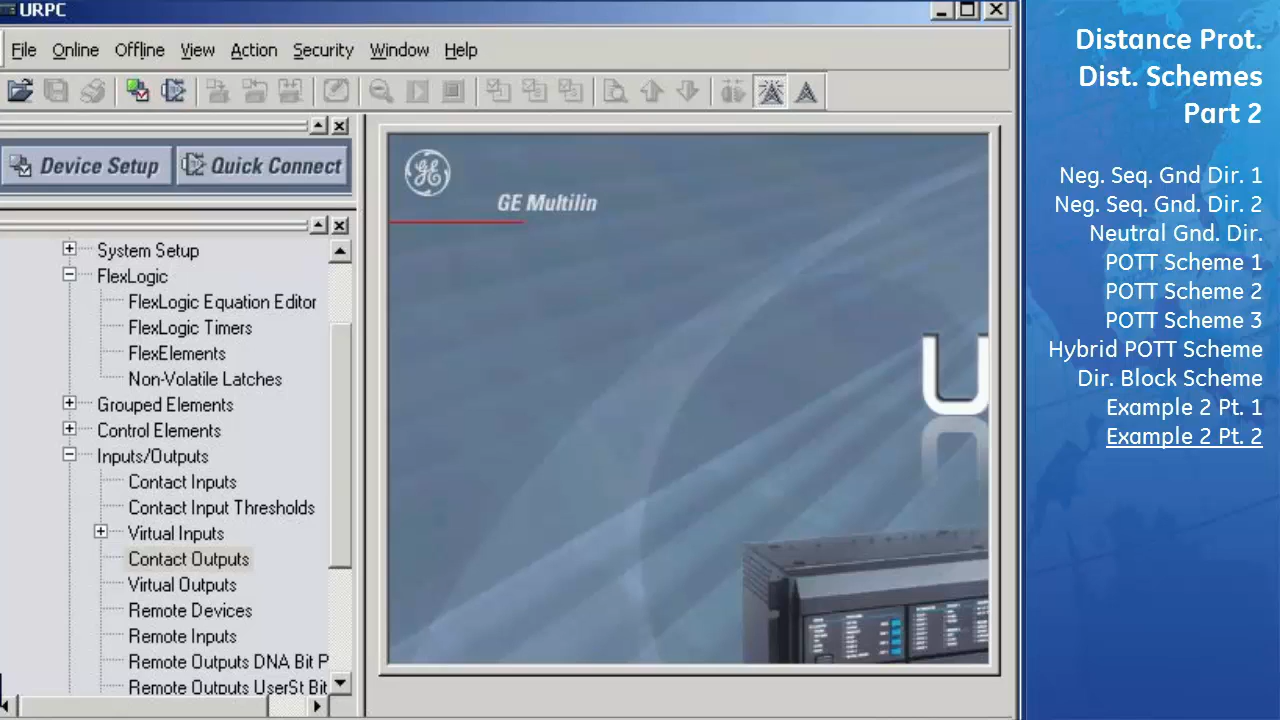 URPC
File Online Offline View Action Security Window Help
Device Setup Quick Connect
System Setup
FlexLogic
FlexLogic Equation Editor
FlexLogic Timers
FlexElements
Non-Volatile Latches
Grouped Elements
Control Elements
Inputs/Outputs
Contact Inputs
Contact Input Thresholds
Virtual Inputs
Contact Outputs
Virtual Outputs
Remote Devices
Remote Inputs
Remote Outputs DNA Bit P
Remote Outputs UserSt Bit
GE
GE Multilin
U
Distance Prot.
Dist. Schemes
Part 2
Neg. Seq. Gnd Dir. 1
Neg. Seq. Gnd. Dir. 2
Neutral Gnd. Dir.
POTT Scheme 1
POTT Scheme 2
POTT Scheme 3
Hybrid POTT Scheme
Dir. Block Scheme
Example 2 Pt. 1
Example 2 Pt. 2